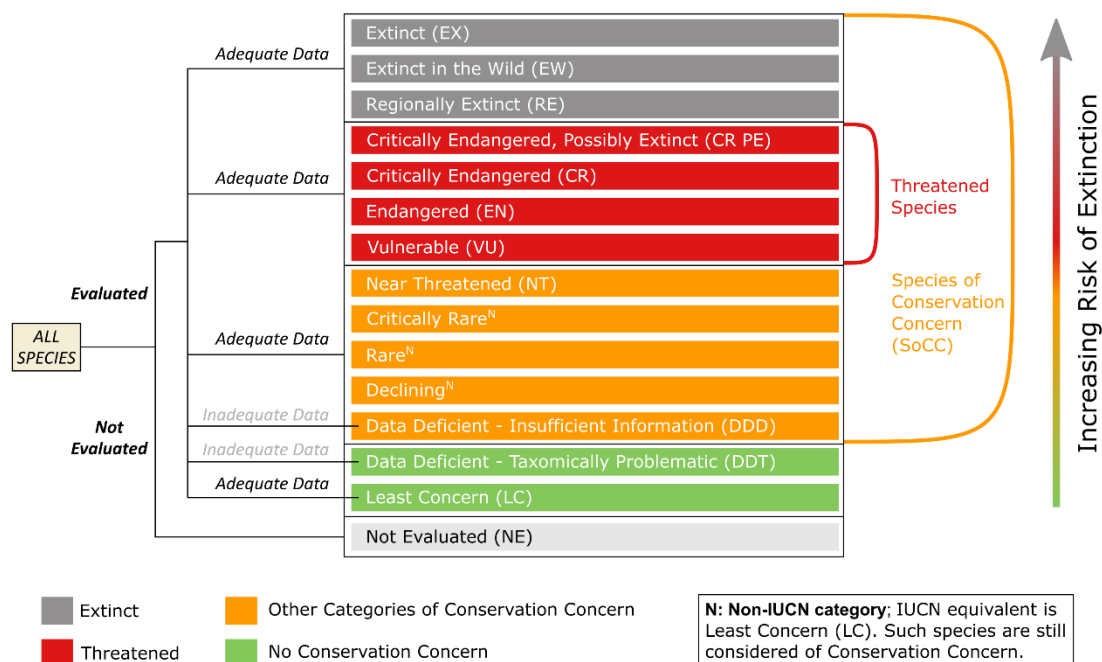 Adequate Data
Extinct (EX)
Extinct in the Wild (EW)
Regionally Extinct (RE)
Adequate Data
Critically Endangered, Possibly Extinct (CR PE)
Critically Endangered (CR)
Endangered (EN)
Vulnerable (VU)
Threatened
Species
Evaluated
ALL
SPECIES
Not
Evaluated
Adequate Data
Near Threatened (NT)
Critically Rareᴺ
Rareᴺ
Decliningᴺ
Inadequate Data
Data Deficient - Insufficient Information (DDD)
Species of
Conservation
Concern
(SoCC)
Inadequate Data
Data Deficient - Taxomically Problematic (DDT)
Adequate Data
Least Concern (LC)
Not Evaluated (NE)
Increasing Risk of Extinction
Extinct
Threatened
Other Categories of Conservation Concern
No Conservation Concern
N: Non-IUCN category; IUCN equivalent is
Least Concern (LC). Such species are still
considered of Conservation Concern.